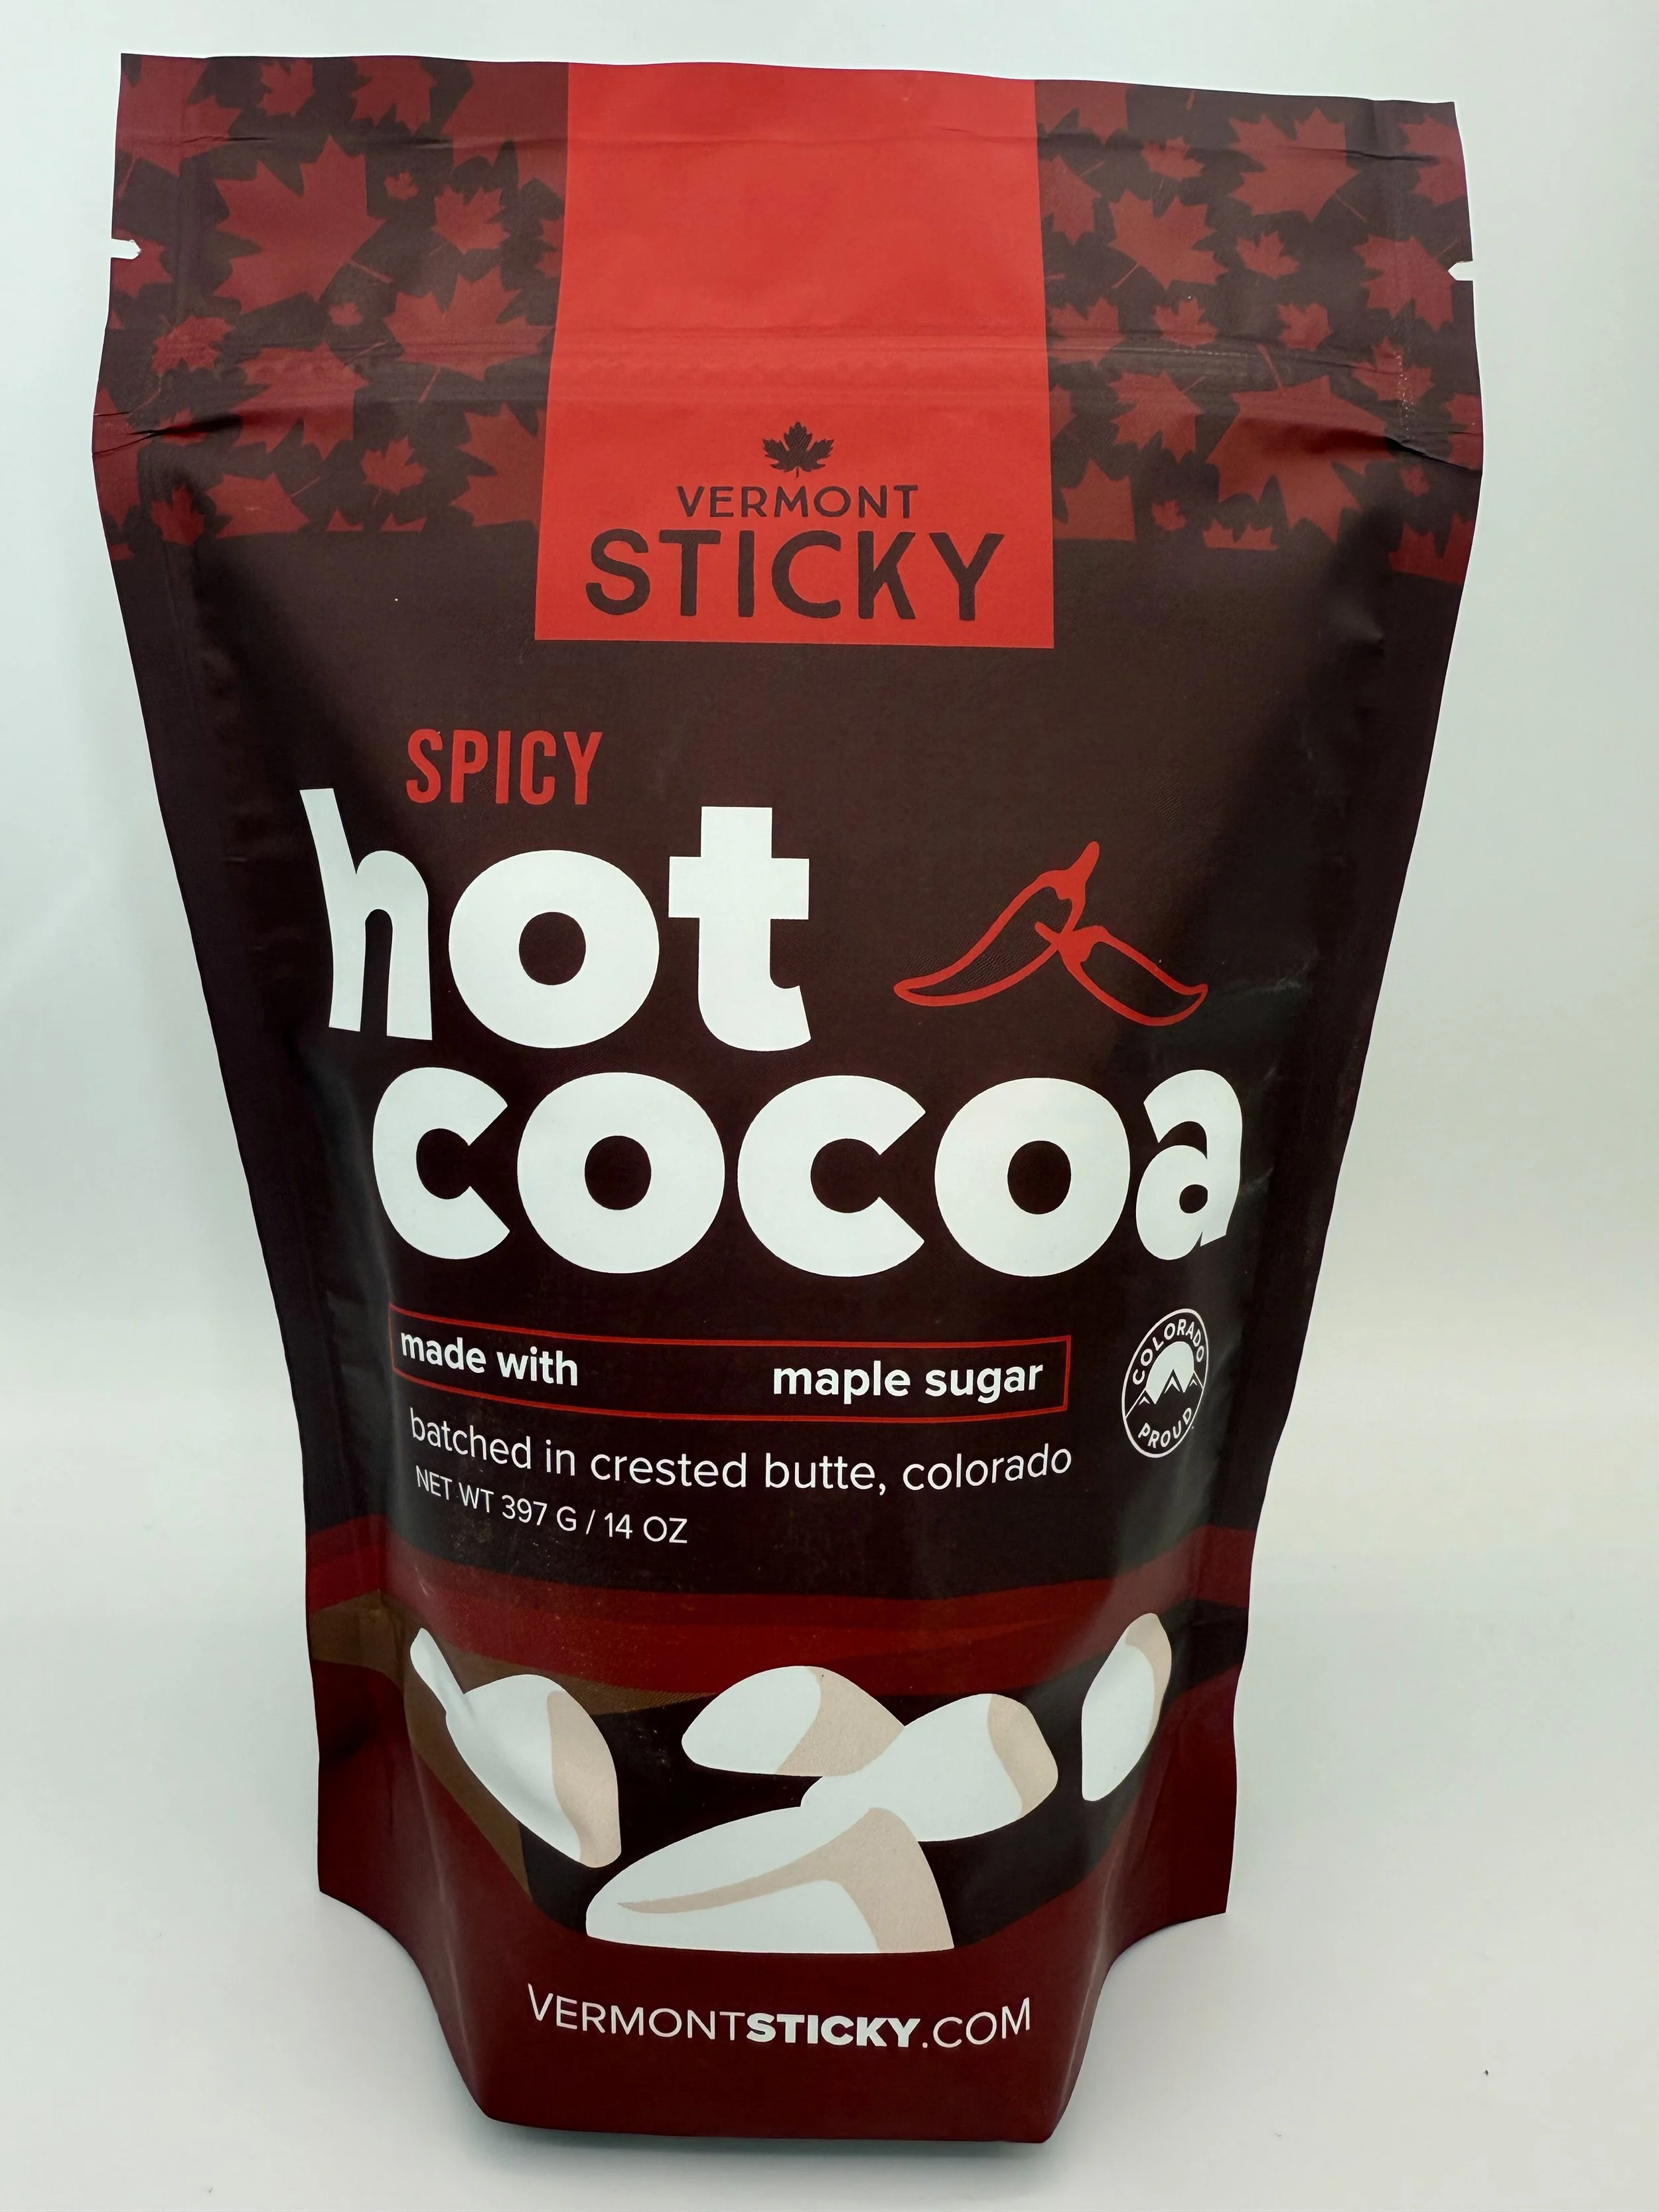 VERMONT
STICKY
SPICY
hot
cocoa
made with maple sugar
COLORADO
PROUD
batched in crested butte, colorado
NET WT 397 G / 14 OZ
VERMONTSTICKY.COM